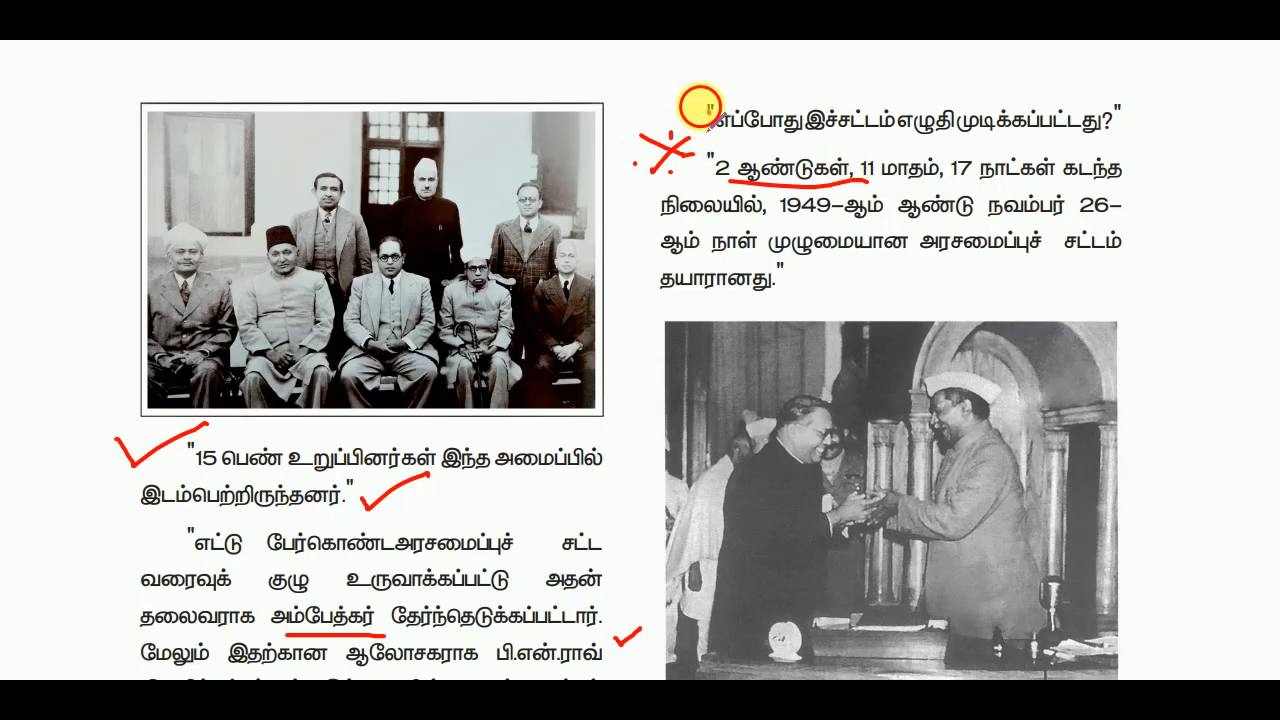 "15 பெண் உறுப்பினர்கள் இந்த அமைப்பில்
இடம்பெற்றிருந்தனர்."
"எட்டு பேர்கொண்டஅரசமைப்புச் சட்ட
வரைவுக் குழு உருவாக்கப்பட்டு அதன்
தலைவராக அம்பேத்கர் தேர்ந்தெடுக்கப்பட்டார்.
மேலும் இதற்கான ஆலோசகராக பி.என்.ராவ்
"எப்போது இச்சட்டம் எழுதி முடிக்கப்பட்டது?"
"2 ஆண்டுகள், 11 மாதம், 17 நாட்கள் கடந்த
நிலையில், 1949–ஆம் ஆண்டு நவம்பர் 26–
ஆம் நாள் முழுமையான அரசமைப்புச் சட்டம்
தயாரானது."